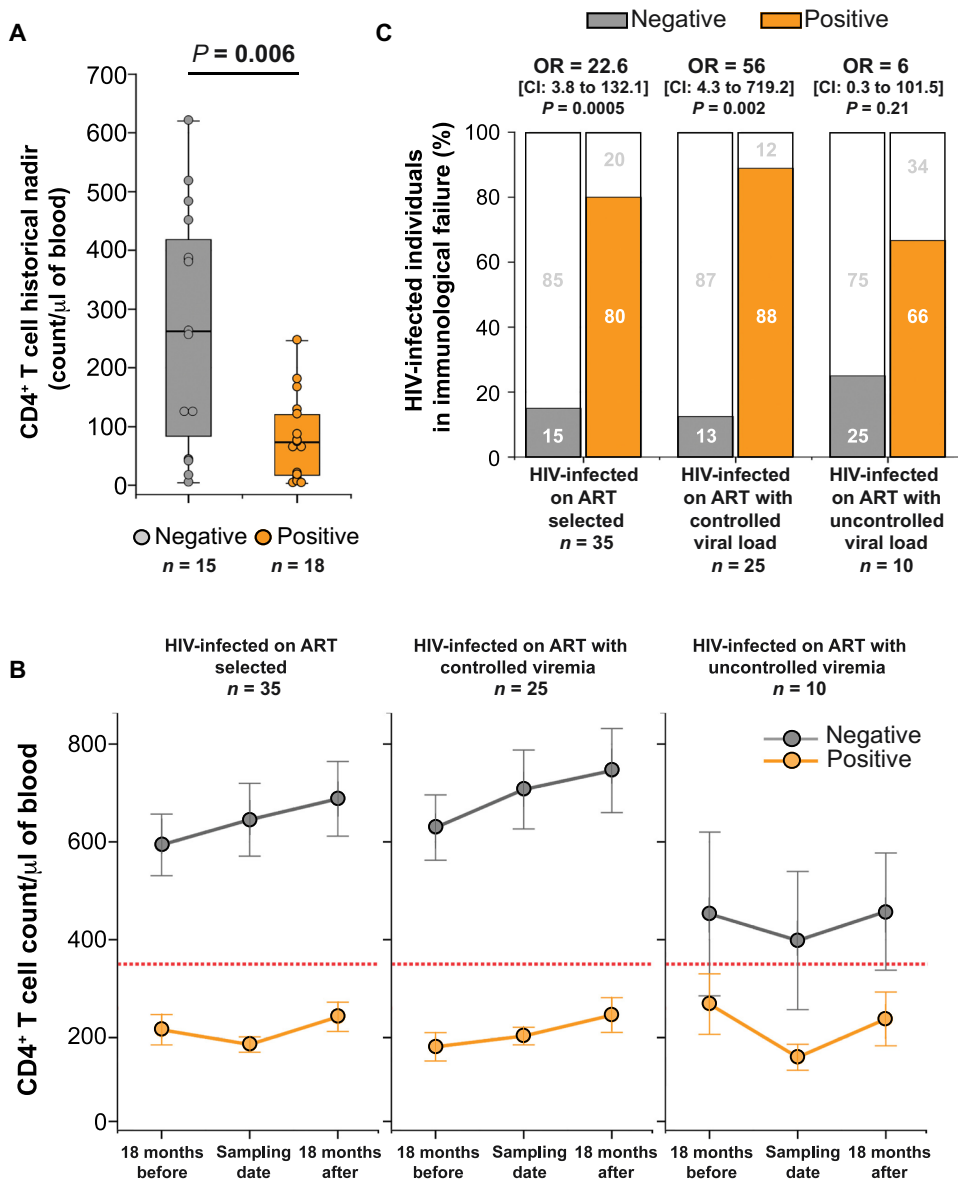 A
P = 0.006
CD4⁺ T cell historical nadir
(count/μl of blood)
700
600
500
400
300
200
100
0
Negative
Positive
n = 15
n = 18
C
Negative
Positive
OR = 22.6
[CI: 3.8 to 132.1]
P = 0.0005
OR = 56
[CI: 4.3 to 719.2]
P = 0.002
OR = 6
[CI: 0.3 to 101.5]
P = 0.21
HIV-infected individuals
in immunological failure (%)
100
80
60
40
20
0
85
15
20
80
87
13
12
88
75
25
34
66
HIV-infected
on ART
selected
n = 35
HIV-infected
on ART with
controlled
viral load
n = 25
HIV-infected
on ART with
uncontrolled
viral load
n = 10
B
HIV-infected on ART
selected
n = 35
HIV-infected on ART with
controlled viremia
n = 25
HIV-infected on ART with
uncontrolled viremia
n = 10
Negative
Positive
CD4⁺ T cell count/μl of blood
800
600
400
200
0
18 months
before
Sampling
date
18 months
after
18 months
before
Sampling
date
18 months
after
18 months
before
Sampling
date
18 months
after